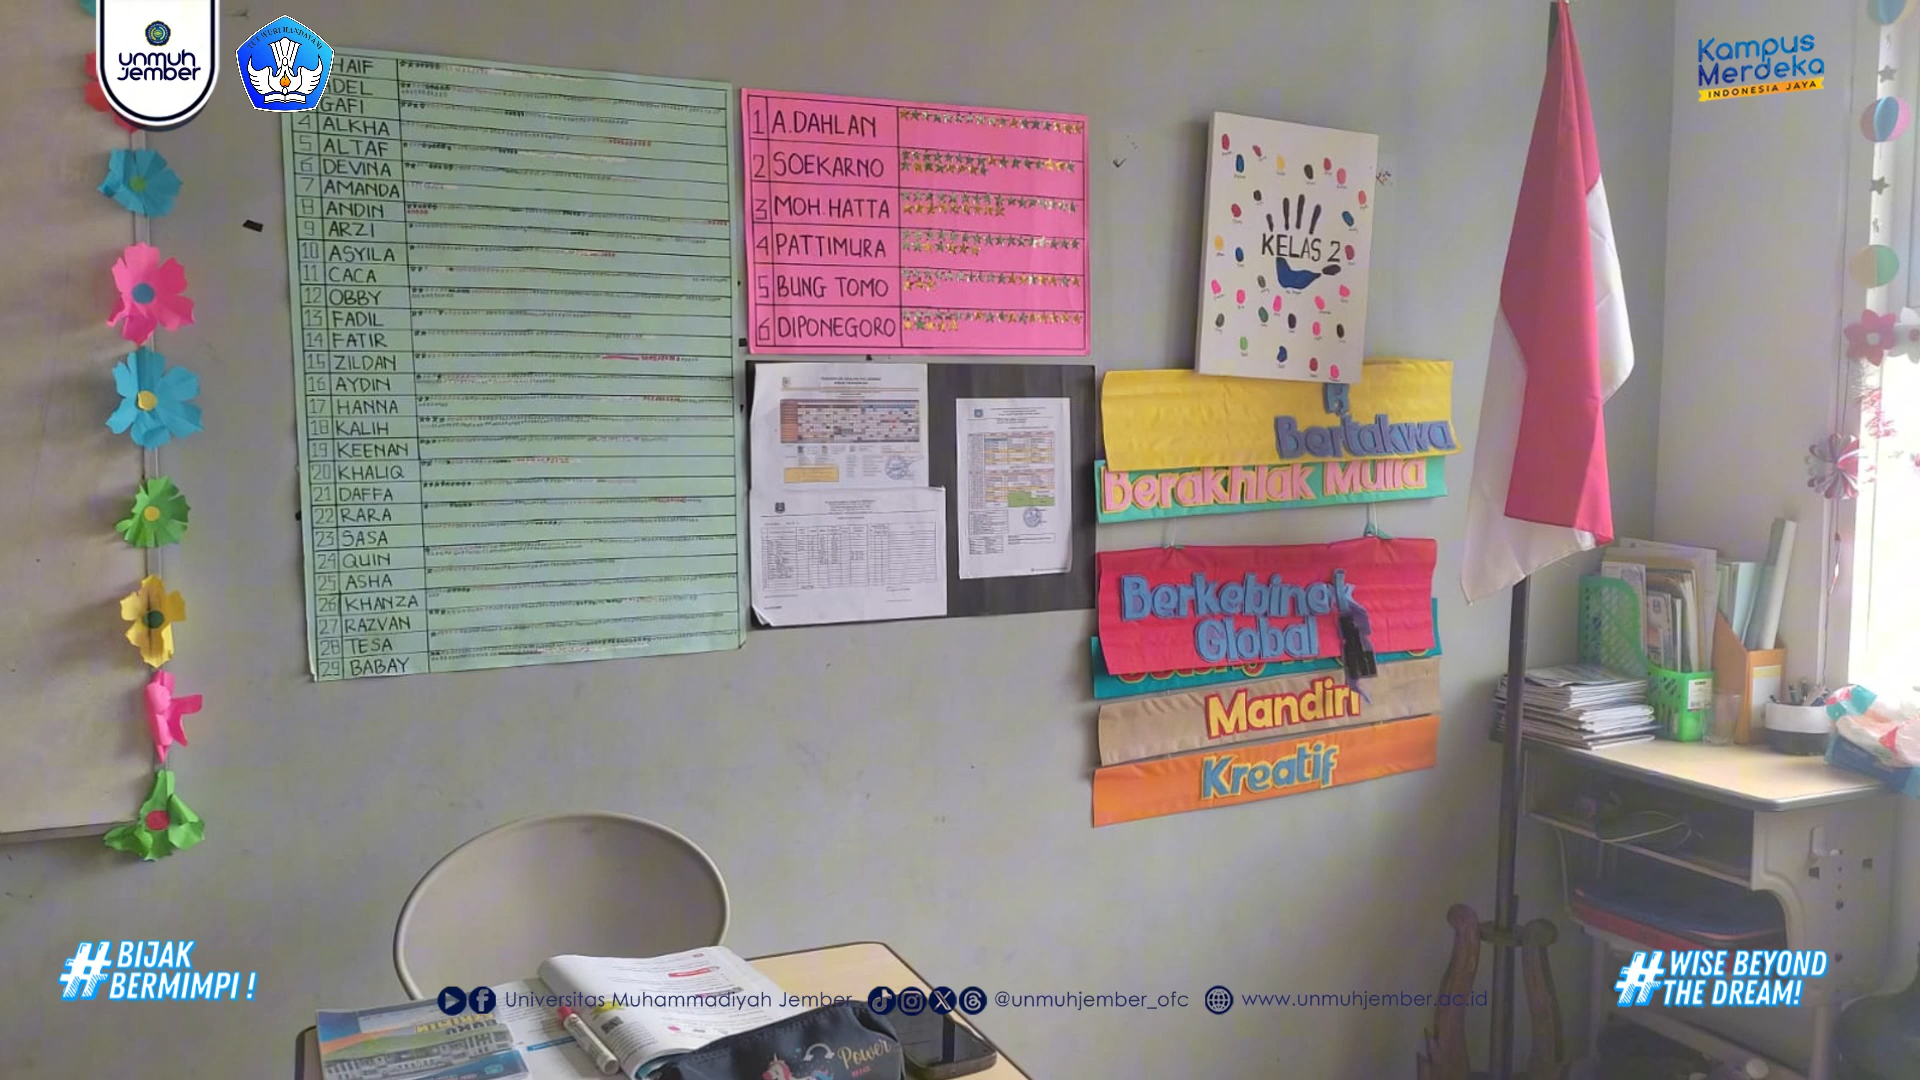 unmuh
Jember
TUT WURI HANDAYANI
Kampus
Merdeka
INDONESIA JAYA
HAIF
IDEL
GAFI
4 ALKHA
5 ALTAF
6 DEVINA
7 AMANDA
8 ANDIN
9 ARZI
10 ASYILA
11 CACA
12 OBBY
13 FADIL
14 FATIR
15 ZILDAN
16 AYDIN
17 HANNA
18 KALIH
19 KEENAN
20 KHALIQ
21 DAFFA
22 RARA
23 SASA
24 QUIN
25 ASHA
26 KHANZA
27 RAZVAN
28 TESA
29 BABAY
1 A.DAHLAN
2 SOEKARNO
3 MOH.HATTA
4 PATTIMURA
5 BUNG TOMO
6 DIPONEGORO
KELAS 2
Bertakwa
Berakhlak Mulia
Berkebinek
Global
Mandiri
Kreatif
Power
#BIJAK
BERMIMPI !
Universitas Muhammadiyah Jember @unmuhjember_ofc www.unmuhjember.ac.id
#WISE BEYOND
THE DREAM!